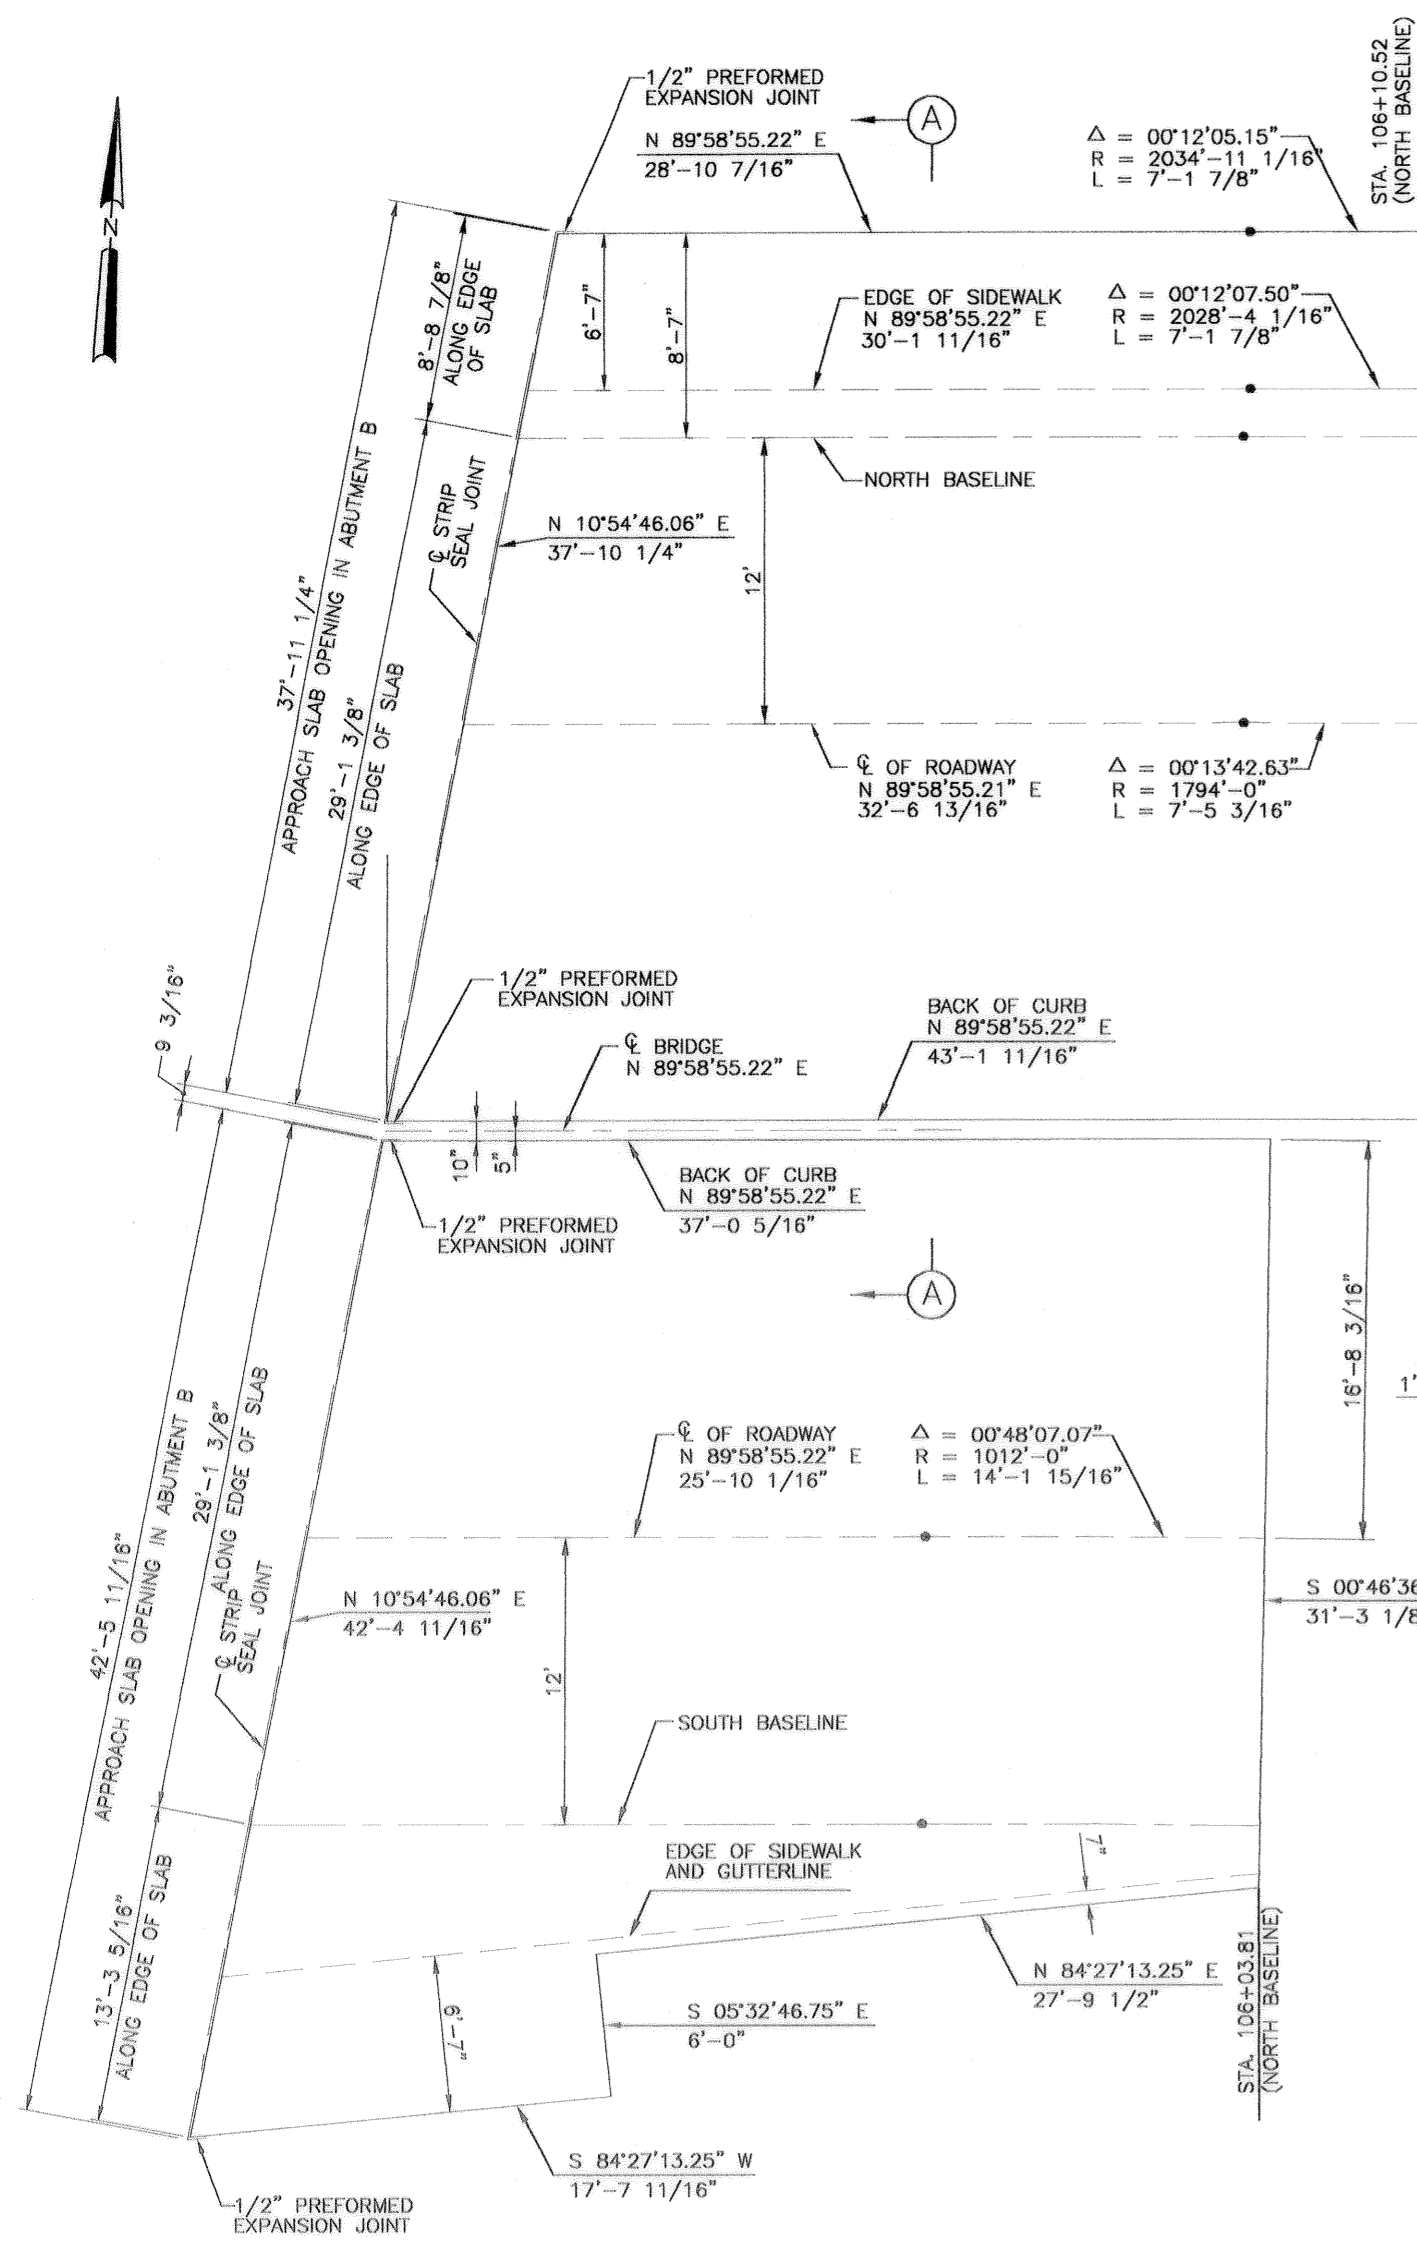 1/2" PREFORMED
EXPANSION JOINT
N 89°58'55.22" E
28'-10 7/16"
A
Δ = 00°12'05.15"
R = 2034'-11 1/16"
L = 7'-1 7/8"
STA. 106+10.52
(NORTH BASELINE)
N
8'-8 7/8"
ALONG EDGE
OF SLAB
6'-7"
8'-7"
EDGE OF SIDEWALK
N 89°58'55.22" E
30'-1 11/16"
Δ = 00°12'07.50"
R = 2028'-4 1/16"
L = 7'-1 7/8"
NORTH BASELINE
℄ STRIP
SEAL JOINT
N 10°54'46.06" E
37'-10 1/4"
12'
37'-11 1/4"
APPROACH SLAB OPENING IN ABUTMENT B
29'-1 3/8"
ALONG EDGE OF SLAB
℄ OF ROADWAY
N 89°58'55.21" E
32'-6 13/16"
Δ = 00°13'42.63"
R = 1794'-0"
L = 7'-5 3/16"
9 3/16"
1/2" PREFORMED
EXPANSION JOINT
℄ BRIDGE
N 89°58'55.22" E
BACK OF CURB
N 89°58'55.22" E
43'-1 11/16"
10"
5"
BACK OF CURB
N 89°58'55.22" E
37'-0 5/16"
1/2" PREFORMED
EXPANSION JOINT
A
16'-8 3/16"
1'
42'-5 11/16"
APPROACH SLAB OPENING IN ABUTMENT B
29'-1 3/8"
ALONG EDGE OF SLAB
℄ STRIP
SEAL JOINT
℄ OF ROADWAY
N 89°58'55.22" E
25'-10 1/16"
Δ = 00°48'07.07"
R = 1012'-0"
L = 14'-1 15/16"
N 10°54'46.06" E
42'-4 11/16"
12'
S 00°46'36
31'-3 1/8
SOUTH BASELINE
7"
EDGE OF SIDEWALK
AND GUTTERLINE
13'-3 5/16"
ALONG EDGE OF SLAB
6'-7"
S 05°32'46.75" E
6'-0"
N 84°27'13.25" E
27'-9 1/2"
STA. 106+03.81
(NORTH BASELINE)
S 84°27'13.25" W
17'-7 11/16"
1/2" PREFORMED
EXPANSION JOINT